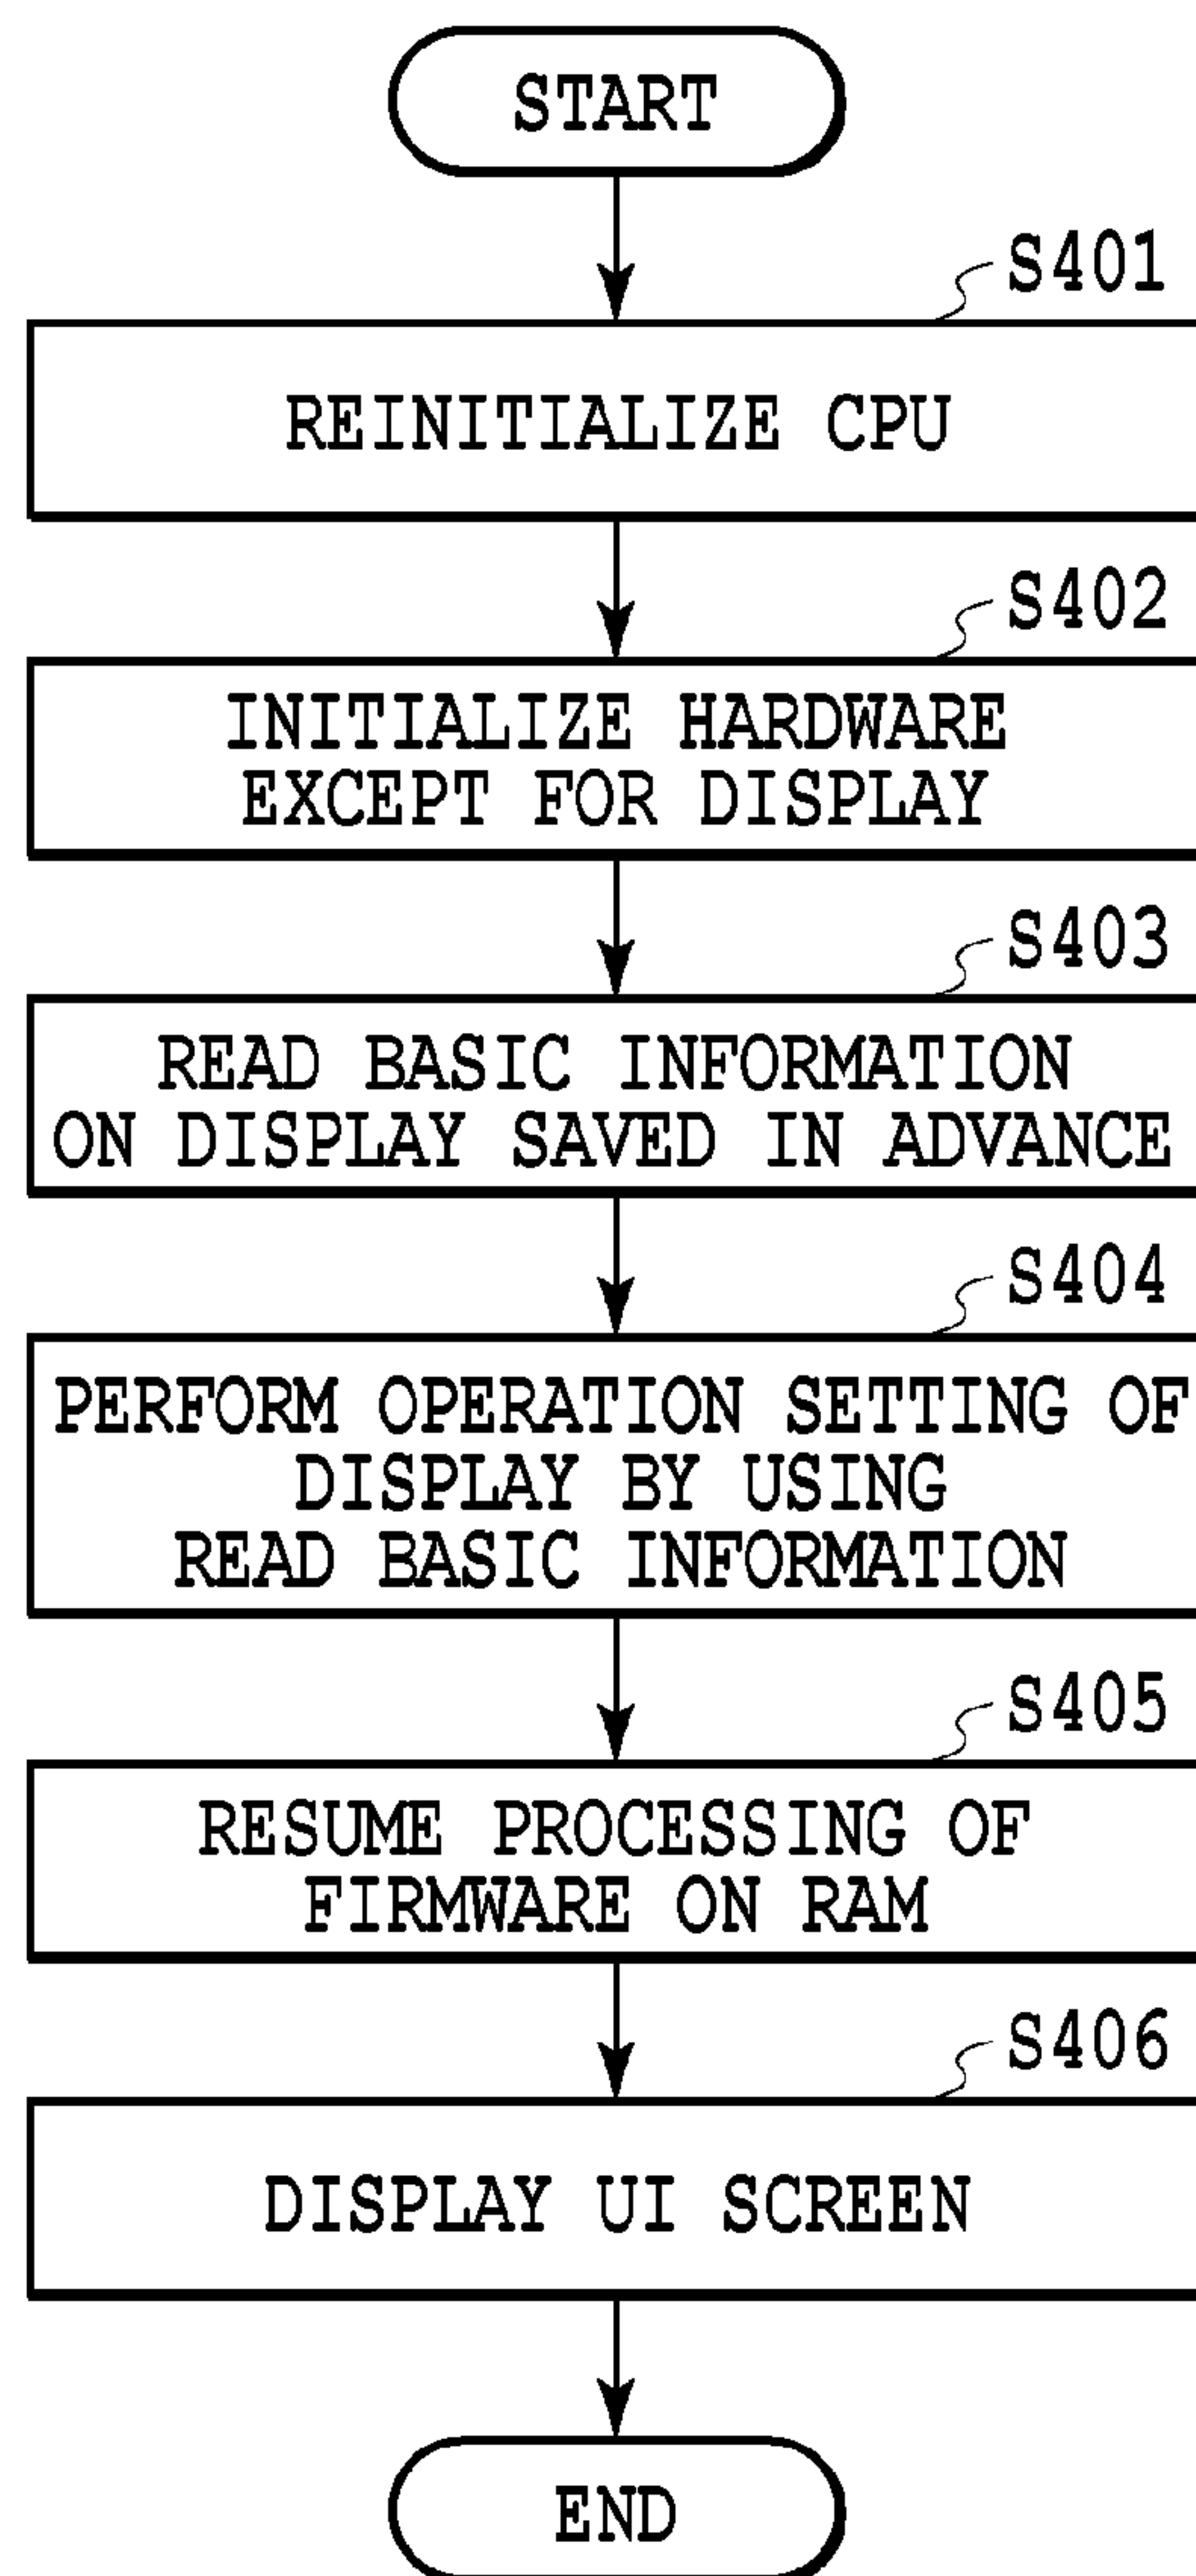 START
S401
REINITIALIZE CPU
S402
INITIALIZE HARDWARE
EXCEPT FOR DISPLAY
S403
READ BASIC INFORMATION
ON DISPLAY SAVED IN ADVANCE
S404
PERFORM OPERATION SETTING OF
DISPLAY BY USING
READ BASIC INFORMATION
S405
RESUME PROCESSING OF
FIRMWARE ON RAM
S406
DISPLAY UI SCREEN
END